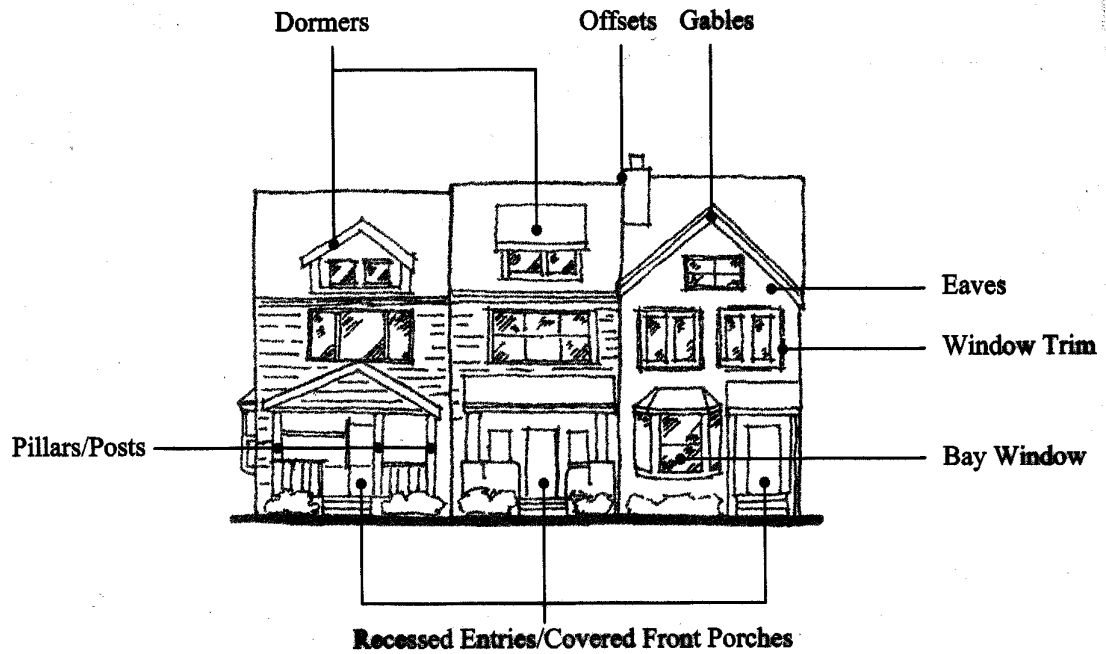 Dormers
Offsets
Gables
Eaves
Window Trim
Pillars/Posts
Bay Window
Recessed Entries/Covered Front Porches